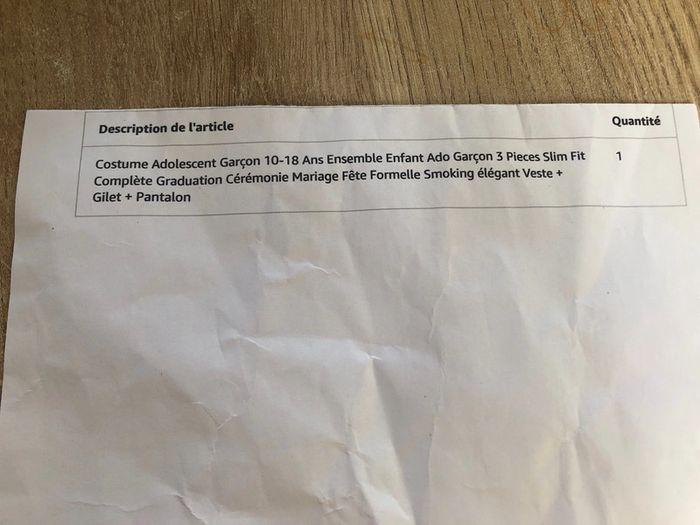 Description de l'article Quantité
Costume Adolescent Garçon 10-18 Ans Ensemble Enfant Ado Garçon 3 Pieces Slim Fit 1
Complète Graduation Cérémonie Mariage Fête Formelle Smoking élégant Veste +
Gilet + Pantalon